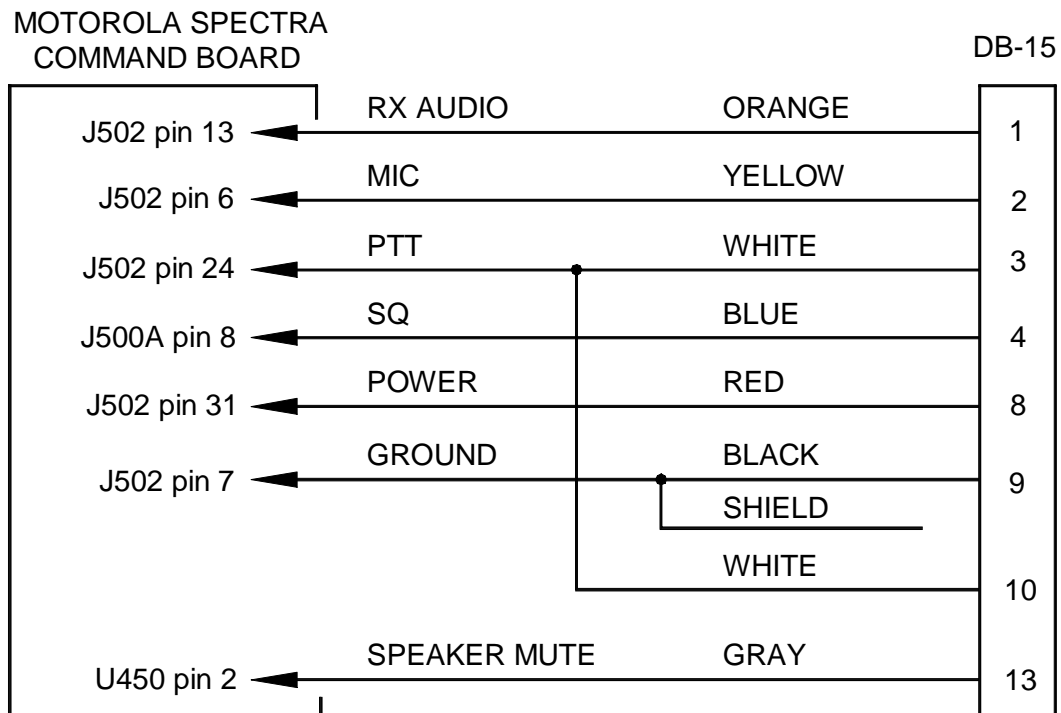 MOTOROLA SPECTRA
COMMAND BOARD
DB-15
J502 pin 13 RX AUDIO ORANGE 1
J502 pin 6 MIC YELLOW 2
J502 pin 24 PTT WHITE 3
J500A pin 8 SQ BLUE 4
J502 pin 31 POWER RED 8
J502 pin 7 GROUND BLACK 9
SHIELD
WHITE 10
U450 pin 2 SPEAKER MUTE GRAY 13